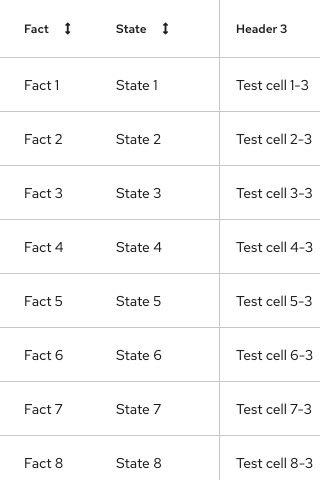 Fact State Header 3
Fact 1 State 1 Test cell 1-3
Fact 2 State 2 Test cell 2-3
Fact 3 State 3 Test cell 3-3
Fact 4 State 4 Test cell 4-3
Fact 5 State 5 Test cell 5-3
Fact 6 State 6 Test cell 6-3
Fact 7 State 7 Test cell 7-3
Fact 8 State 8 Test cell 8-3